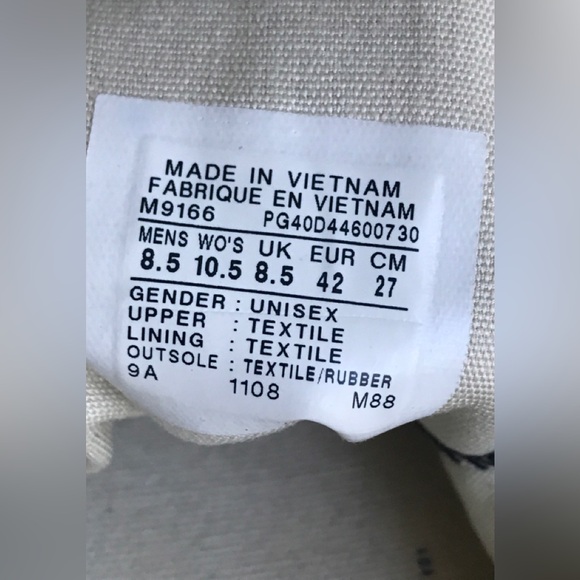 MADE IN VIETNAM
FABRIQUE EN VIETNAM
M9166 PG40D44600730
MENS WO'S UK EUR CM
8.5 10.5 8.5 42 27
GENDER : UNISEX
UPPER : TEXTILE
LINING : TEXTILE
OUTSOLE : TEXTILE/RUBBER
9A 1108 M88